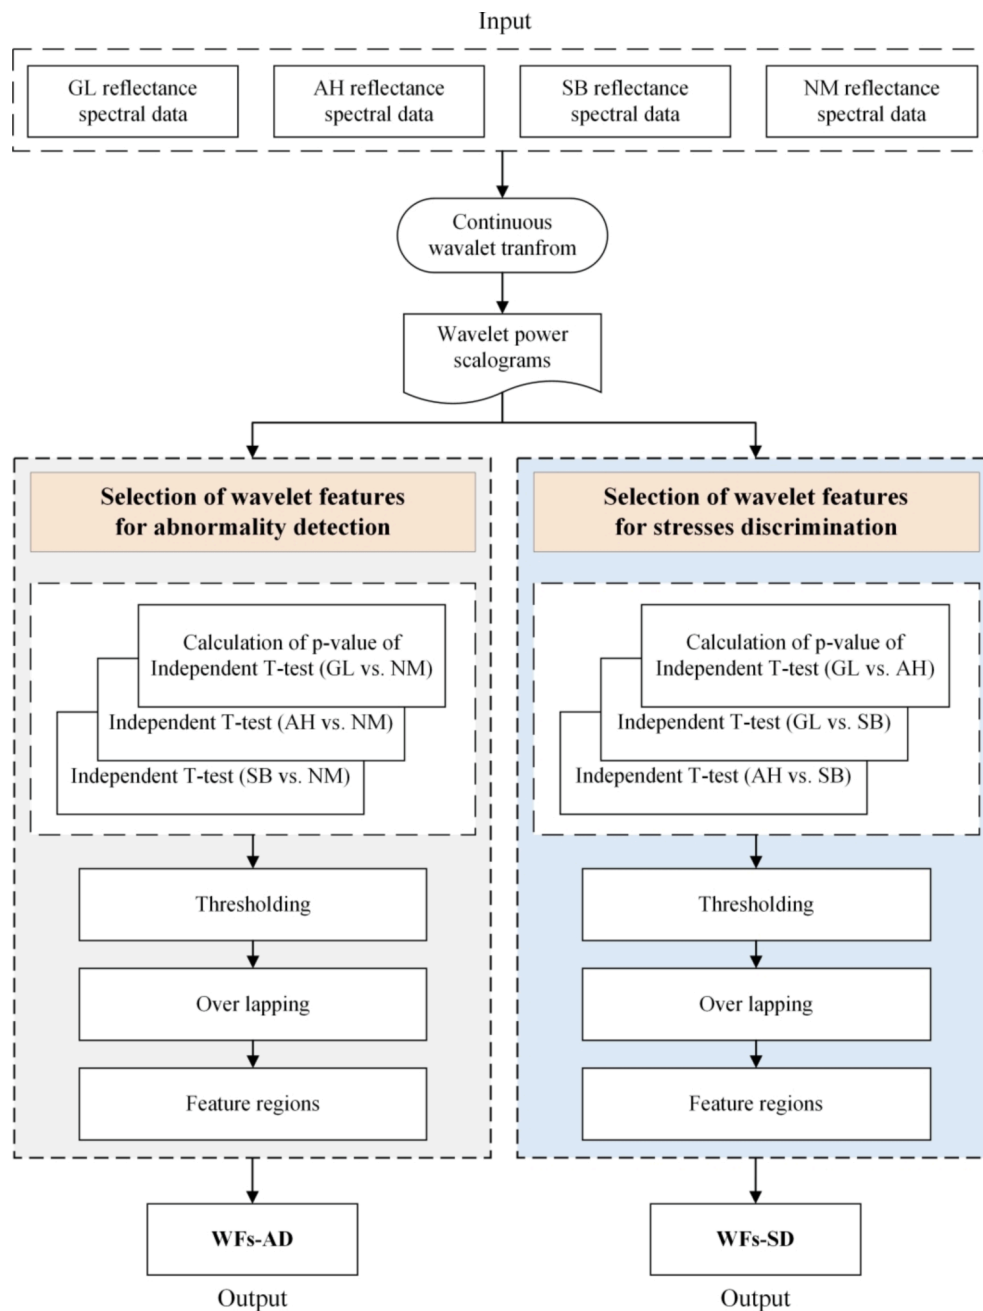 Input
GL reflectance
spectral data
AH reflectance
spectral data
SB reflectance
spectral data
NM reflectance
spectral data
Continuous
wavalet tranfrom
Wavelet power
scalograms
Selection of wavelet features
for abnormality detection
Calculation of p-value of
Independent T-test (GL vs. NM)
Independent T-test (AH vs. NM)
Independent T-test (SB vs. NM)
Thresholding
Over lapping
Feature regions
WFs-AD
Output
Selection of wavelet features
for stresses discrimination
Calculation of p-value of
Independent T-test (GL vs. AH)
Independent T-test (GL vs. SB)
Independent T-test (AH vs. SB)
Thresholding
Over lapping
Feature regions
WFs-SD
Output